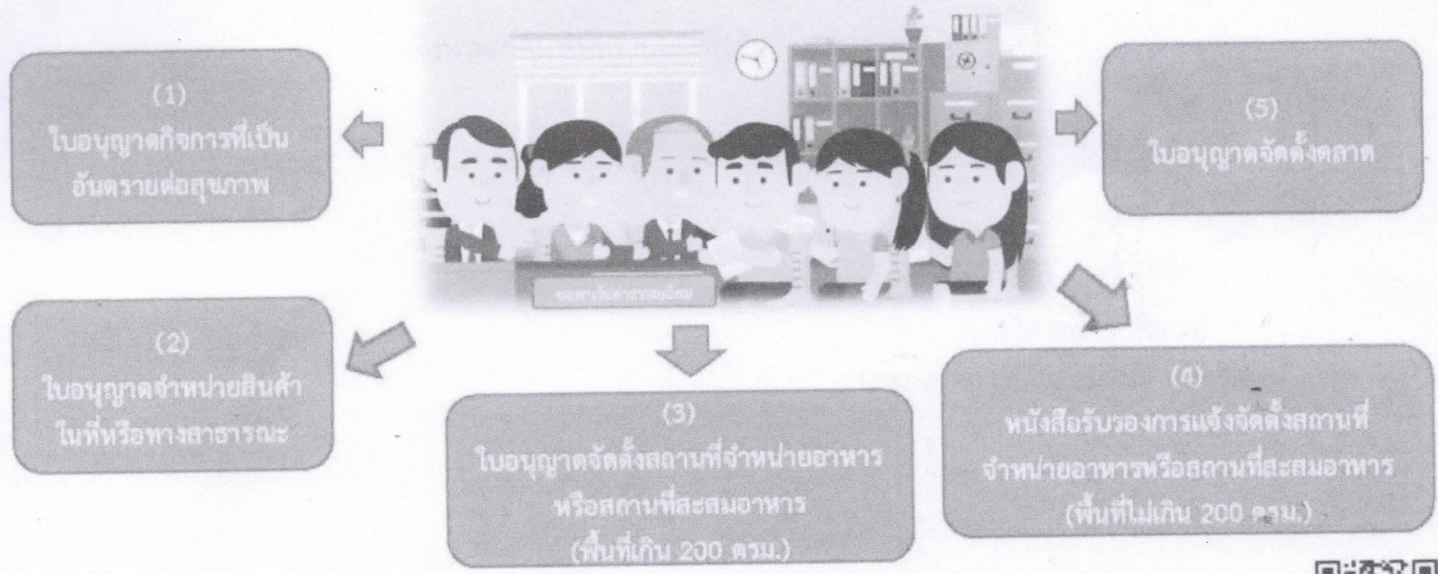 (1)
ใบอนุญาตกิจการที่เป็น
อันตรายต่อสุขภาพ
(2)
ใบอนุญาตจำหน่ายสินค้า
ในที่หรือทางสาธารณะ
(3)
ใบอนุญาตจัดตั้งสถานที่จำหน่ายอาหาร
หรือสถานที่สะสมอาหาร
(พื้นที่เกิน 200 ตรม.)
(4)
หนังสือรับรองการแจ้งจัดตั้งสถานที่
จำหน่ายอาหารหรือสถานที่สะสมอาหาร
(พื้นที่ไม่เกิน 200 ตรม.)
(5)
ใบอนุญาตจัดตั้งตลาด